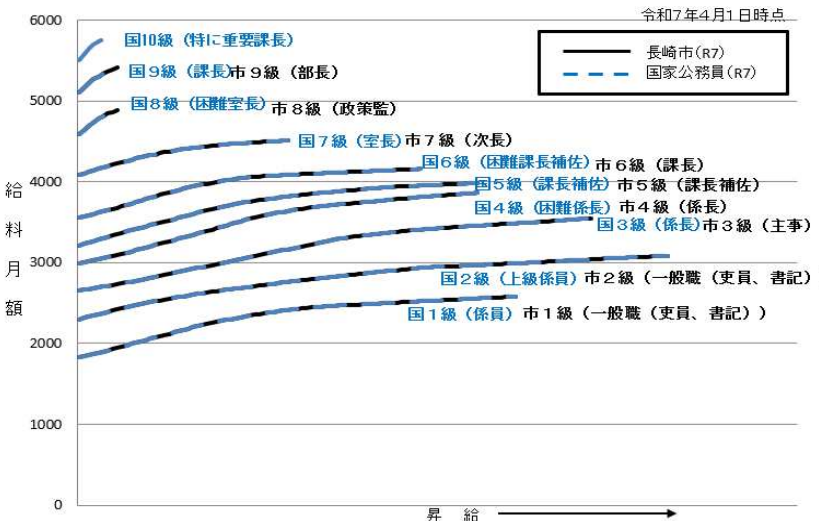 令和7年4月1日時点
長崎市(R7)
国家公務員(R7)
6000
5000
4000
3000
2000
1000
0
給料月額
国10級（特に重要課長）
国9級（課長）市9級（部長）
国8級（困難室長）市8級（政策監）
国7級（室長）市7級（次長）
国6級（困難課長補佐）市6級（課長）
国5級（課長補佐）市5級（課長補佐）
国4級（困難係長）市4級（係長）
国3級（係長）市3級（主事）
国2級（上級係員）市2級（一般職（吏員、書記）
国1級（係員）市1級（一般職（吏員、書記））
昇　給